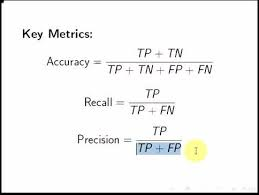 Key Metrics:
Accuracy = TP + TN / TP + TN + FP + FN
Recall = TP / TP + FN
Precision = TP / TP + FP